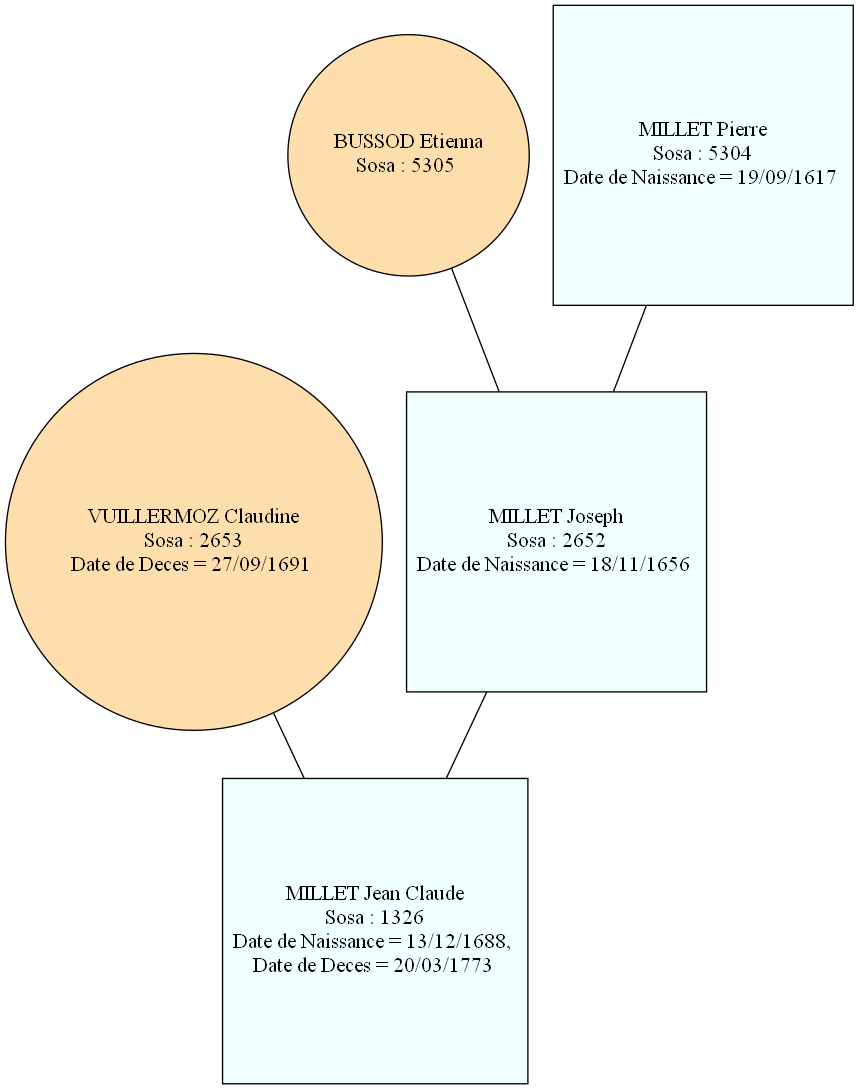 BUSSOD Etienna
Sosa : 5305
MILLET Pierre
Sosa : 5304
Date de Naissance = 19/09/1617
VUILLERMOZ Claudine
Sosa : 2653
Date de Deces = 27/09/1691
MILLET Joseph
Sosa : 2652
Date de Naissance = 18/11/1656
MILLET Jean Claude
Sosa : 1326
Date de Naissance = 13/12/1688,
Date de Deces = 20/03/1773